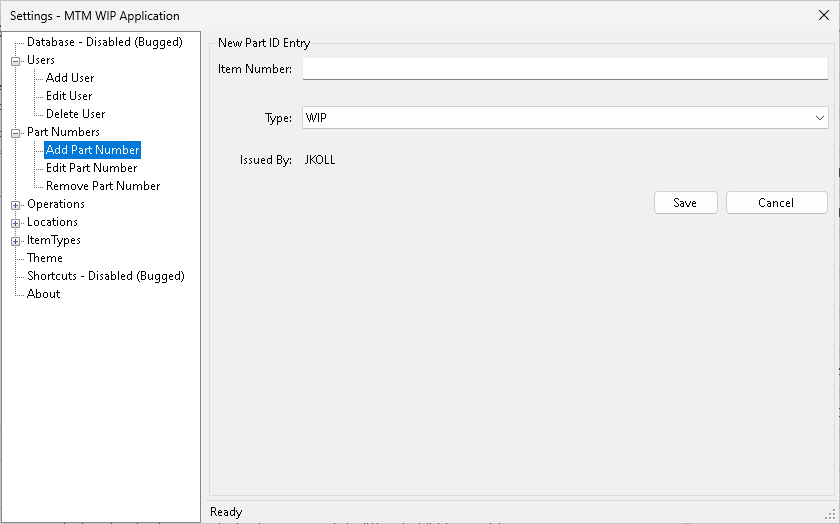 Settings - MTM WIP Application
Database - Disabled (Bugged)
Users
Add User
Edit User
Delete User
Part Numbers
Add Part Number
Edit Part Number
Remove Part Number
Operations
Locations
ItemTypes
Theme
Shortcuts - Disabled (Bugged)
About
New Part ID Entry
Item Number:
Type: WIP
Issued By: JKOLL
Save Cancel
Ready